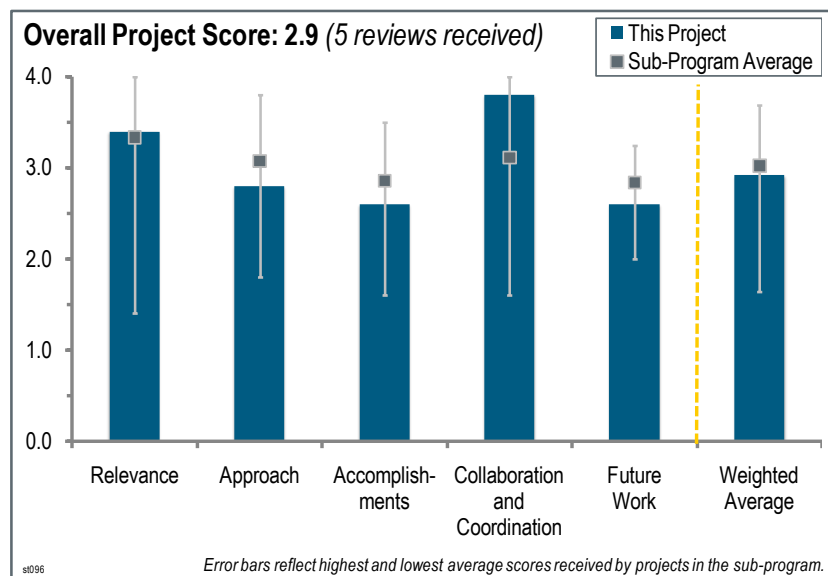 Overall Project Score: 2.9 (5 reviews received)
This Project
Sub-Program Average
4.0
3.0
2.0
1.0
0.0
Relevance
Approach
Accomplish-
ments
Collaboration
and
Coordination
Future
Work
Weighted
Average
st096
Error bars reflect highest and lowest average scores received by projects in the sub-program.